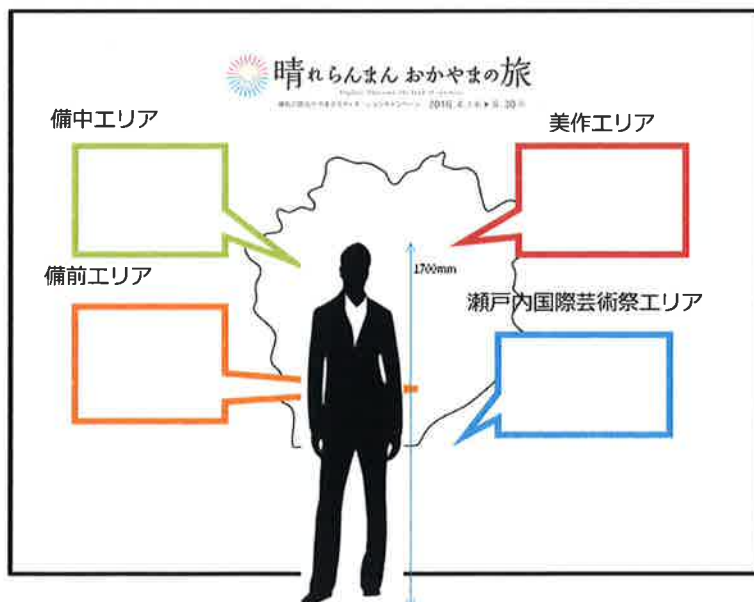 晴れらんまん おかやまの旅
備中エリア
美作エリア
備前エリア
1700mm
瀬戸内国際芸術祭エリア